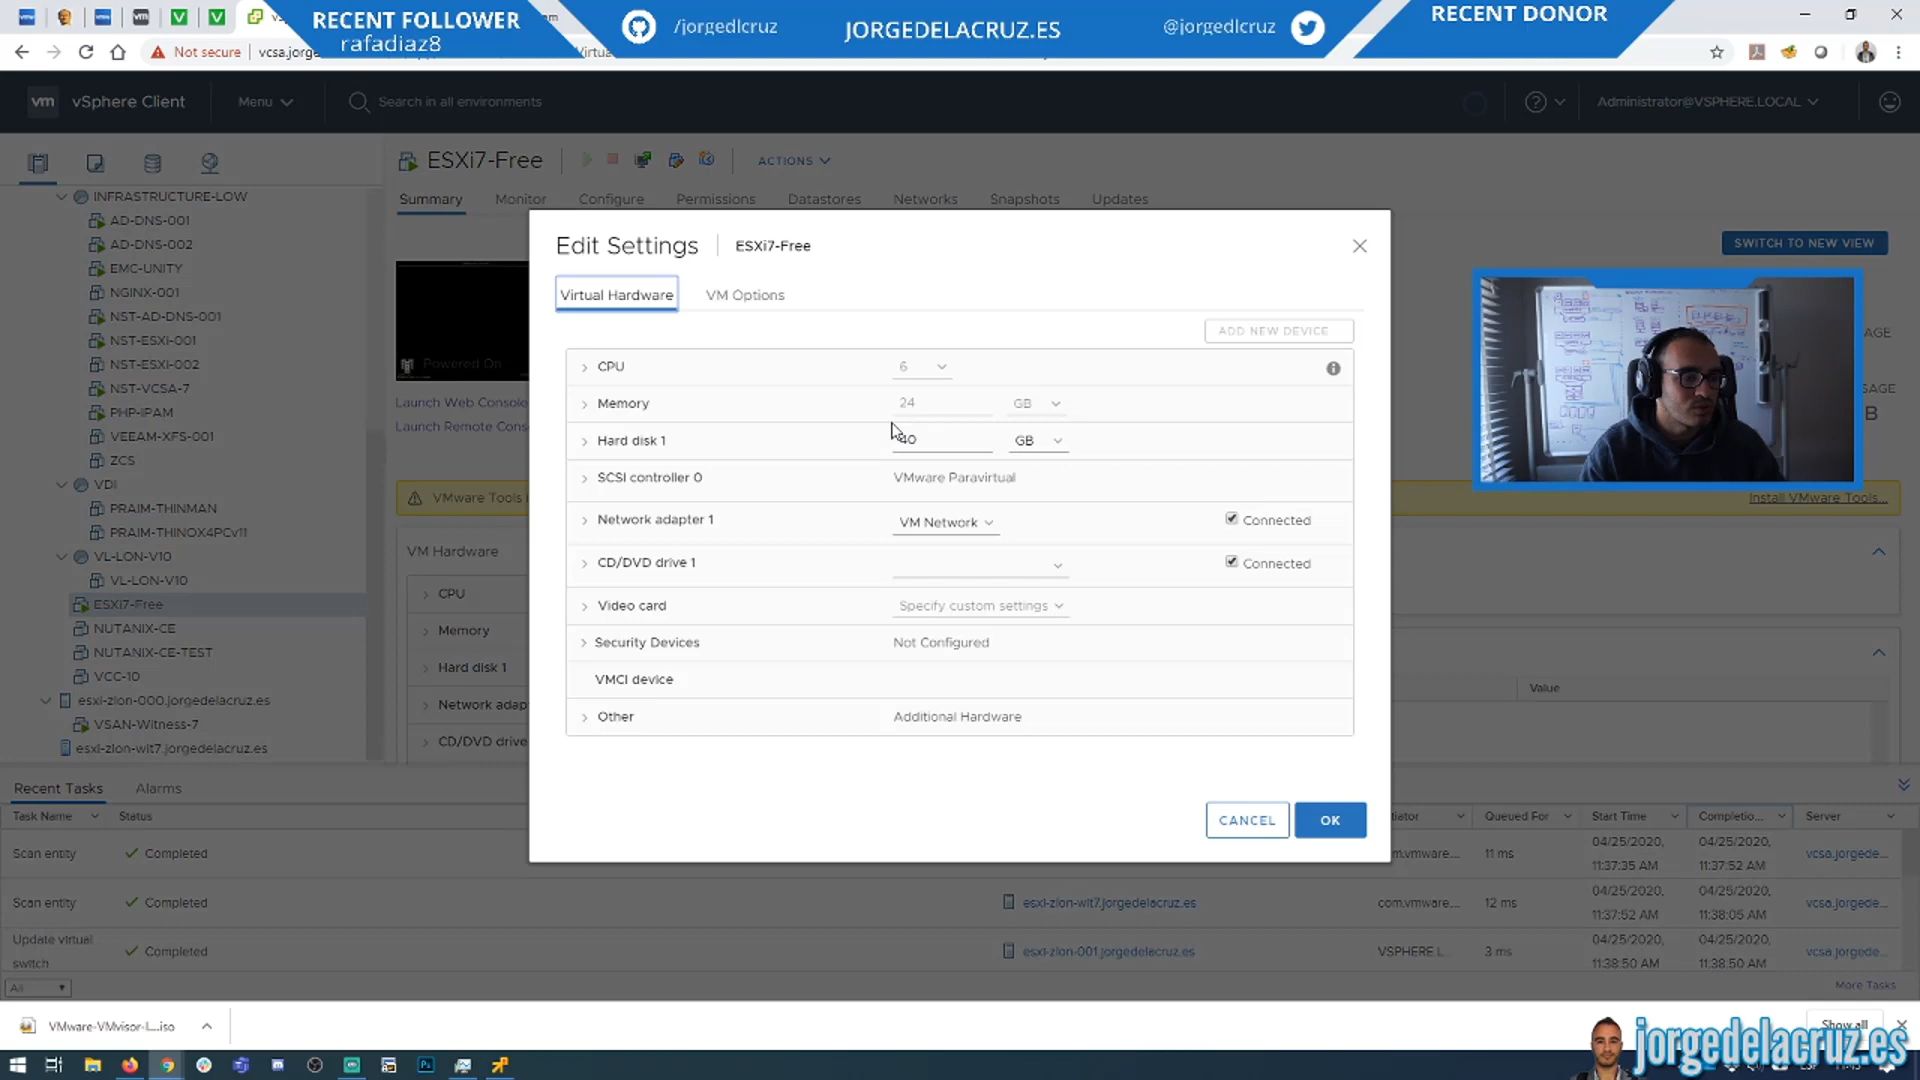 RECENT FOLLOWER
rafadiaz8
/jorgedlcruz
JORGEDELACRUZ.ES
@jorgedlcruz
RECENT DONOR
Not secure
vcsa.jorge
vm
vSphere Client
Menu
Search in all environments
Administrator@VSPHERE.LOCAL
ESXi7-Free
ACTIONS
Summary
Monitor
Configure
Permissions
Datastores
Networks
Snapshots
Updates
SWITCH TO NEW VIEW
INFRASTRUCTURE-LOW
AD-DNS-001
AD-DNS-002
EMC-UNITY
NGINX-001
NST-AD-DNS-001
NST-ESXI-001
NST-ESXI-002
NST-VCSA-7
PHP-IPAM
VEEAM-XFS-001
ZCS
VDI
PRAIM-THINMAN
PRAIM-THINOX4PCv11
VL-LON-V10
VL-LON-V10
ESXi7-Free
NUTANIX-CE
NUTANIX-CE-TEST
VCC-10
esxi-zion-000.jorgedelacruz.es
VSAN-Witness-7
esxi-zion-wit7.jorgedelacruz.es
Powered On
Launch Web Console
Launch Remote Cons
VMware Tools i
Install VMware Tools...
VM Hardware
CPU
Memory
Hard disk 1
Network adap
CD/DVD drive
Value
Edit Settings
ESXi7-Free
Virtual Hardware
VM Options
ADD NEW DEVICE
CPU
6
Memory
24
GB
Hard disk 1
40
GB
SCSI controller 0
VMware Paravirtual
Network adapter 1
VM Network
Connected
CD/DVD drive 1
Connected
Video card
Specify custom settings
Security Devices
Not Configured
VMCI device
Other
Additional Hardware
CANCEL
OK
Recent Tasks
Alarms
Task Name
Status
itiator
Queued For
Start Time
Completio...
Server
Scan entity
Completed
com.vmware...
11 ms
04/25/2020, 11:37:35 AM
04/25/2020, 11:37:52 AM
vcsa.jorgede...
Scan entity
Completed
esxi-zion-wit7.jorgedelacruz.es
com.vmware...
12 ms
04/25/2020, 11:37:52 AM
04/25/2020, 11:38:05 AM
vcsa.jorgede...
Update virtual switch
Completed
esxi-zion-001.jorgedelacruz.es
VSPHERE.L...
3 ms
04/25/2020, 11:38:50 AM
04/25/2020, 11:38:50 AM
vcsa.jorgede...
All
More Tasks
VMware-VMvisor-I....iso
Show all
jorgedelacruz.es